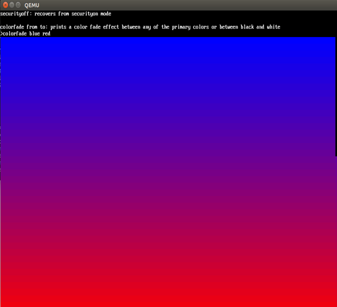 QEMU
securityoff: recovers from securityon mode
colorfade from to: prints a color fade effect between any of the primary colors or between black and white
>colorfade blue red